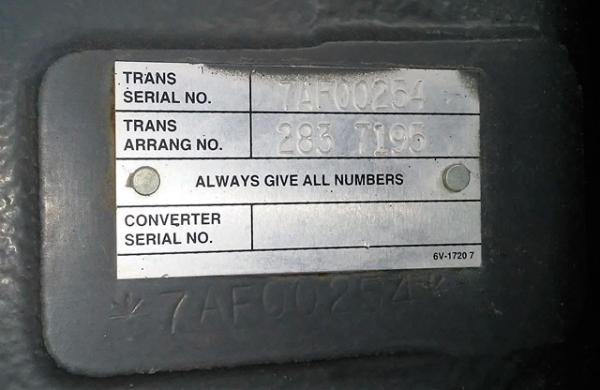 TRANS
SERIAL NO. 7AF00254
TRANS
ARRANG NO. 283 7195
ALWAYS GIVE ALL NUMBERS
CONVERTER
SERIAL NO.
6V-1720 7
*7AF00254*